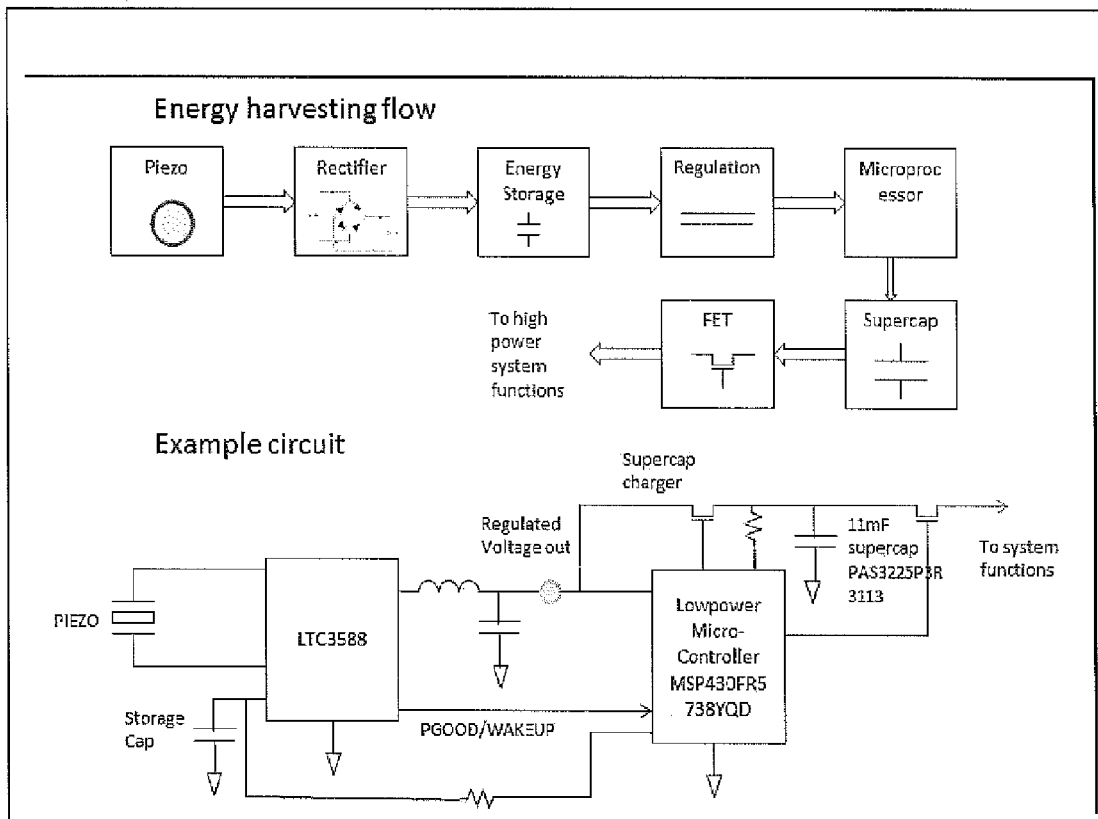 Energy harvesting flow
Piezo
Rectifier
Energy
Storage
Regulation
Microproc
essor
To high
power
system
functions
FET
Supercap
Example circuit
Supercap
charger
Regulated
Voltage out
11mF
supercap
PAS3225P3R
3113
To system
functions
PIEZO
LTC3588
Lowpower
Micro-
Controller
MSP430FR5
738YQD
Storage
Cap
PGOOD/WAKEUP